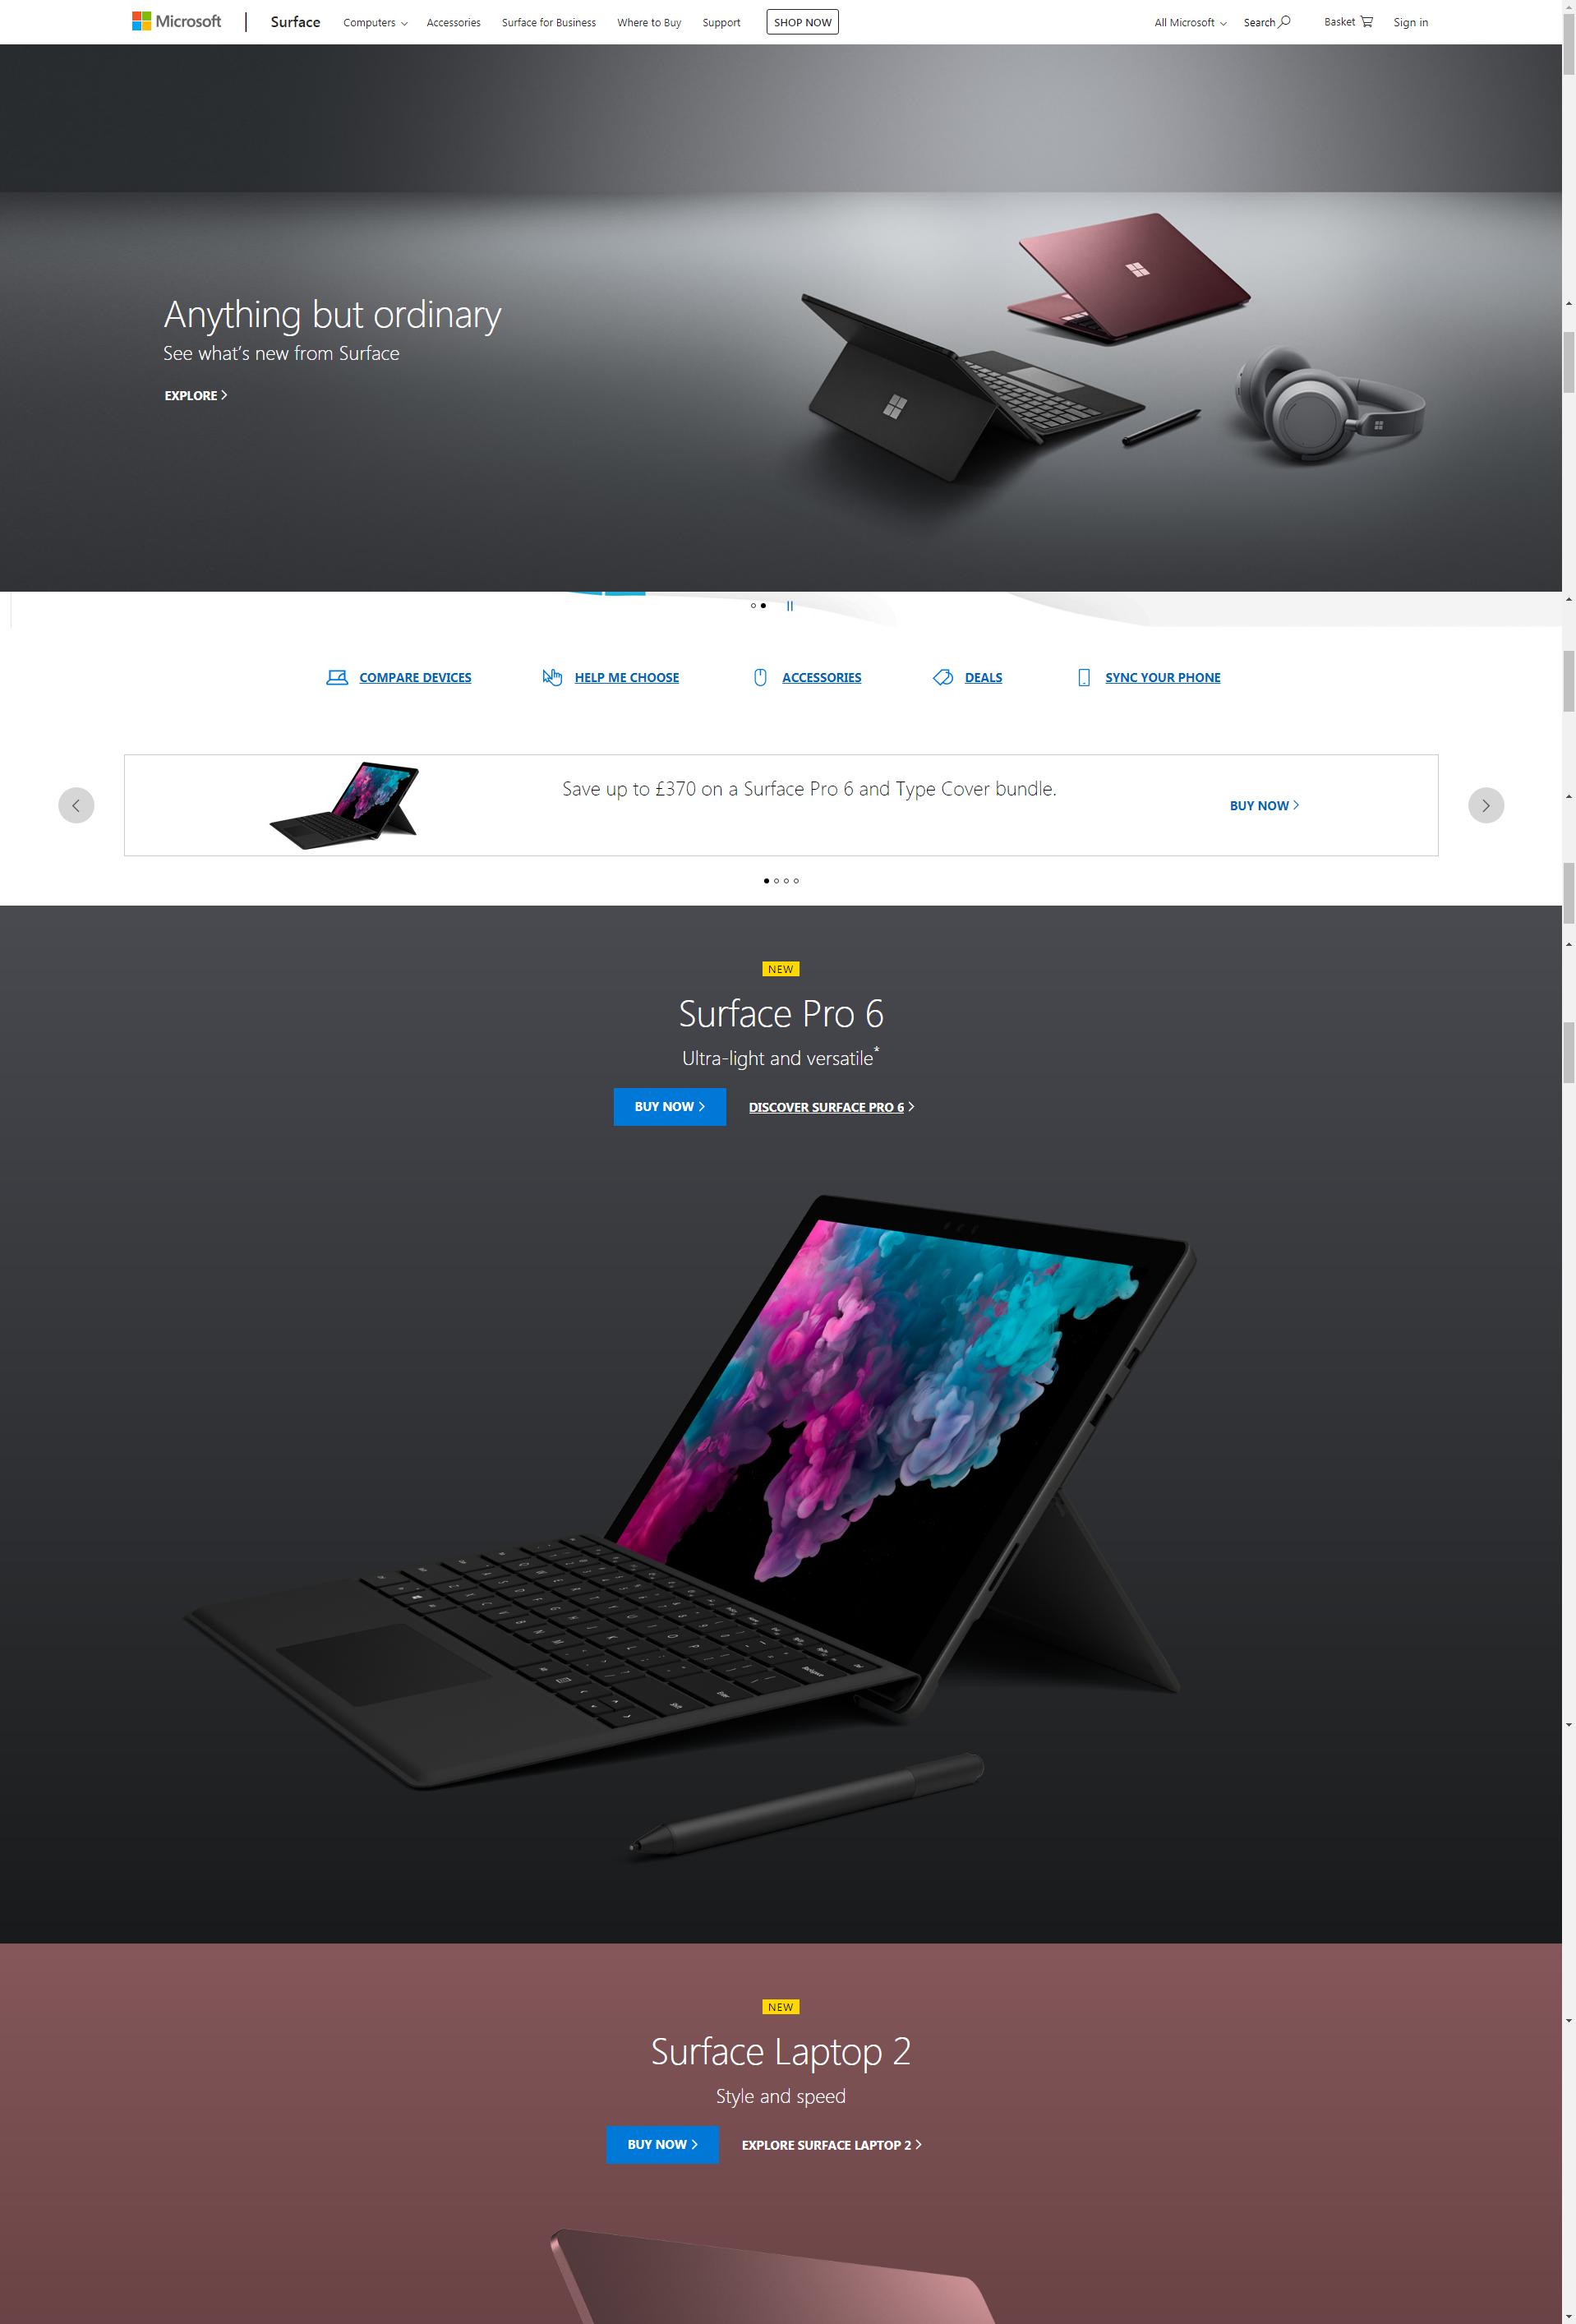 Microsoft
Surface
Computers
Accessories
Surface for Business
Where to Buy
Support
SHOP NOW
All Microsoft
Search
Basket
Sign in
Anything but ordinary
See what's new from Surface
EXPLORE
COMPARE DEVICES
HELP ME CHOOSE
ACCESSORIES
DEALS
SYNC YOUR PHONE
Save up to £370 on a Surface Pro 6 and Type Cover bundle.
BUY NOW
NEW
Surface Pro 6
Ultra-light and versatile*
BUY NOW
DISCOVER SURFACE PRO 6
NEW
Surface Laptop 2
Style and speed
BUY NOW
EXPLORE SURFACE LAPTOP 2